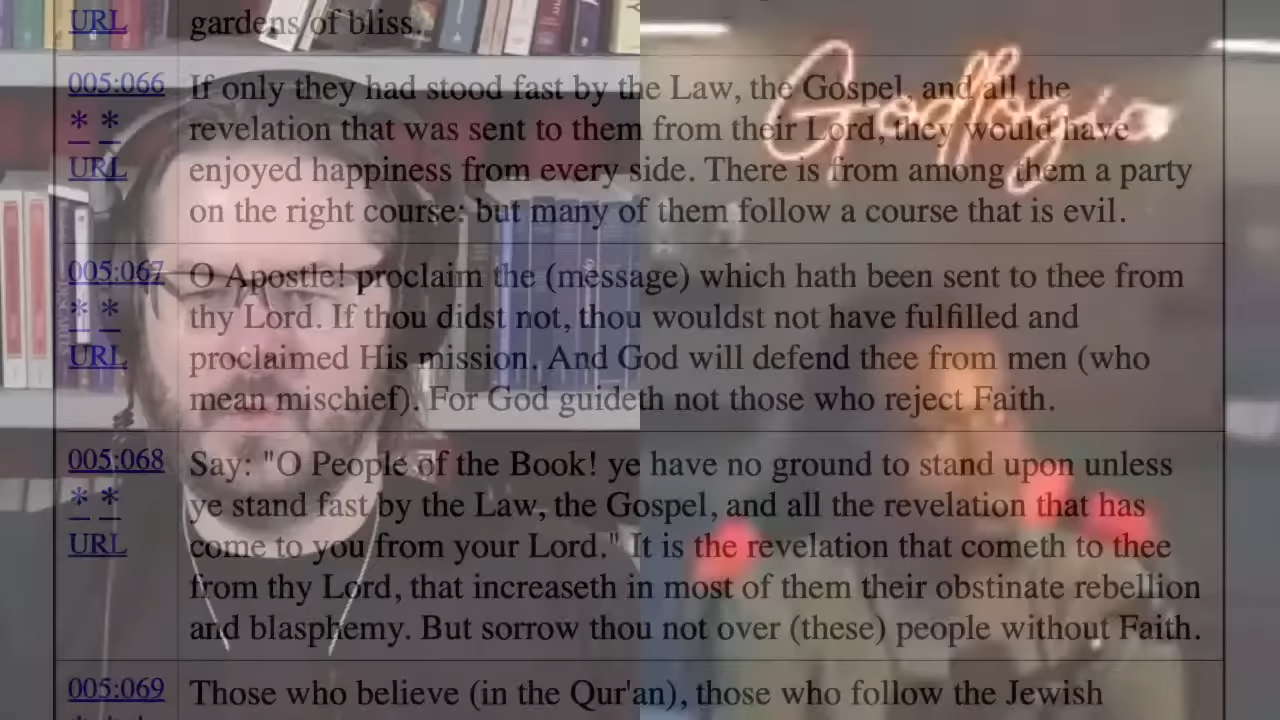 URL
gardens of bliss.
Godlogic
005:066
* *
URL
If only they had stood fast by the Law, the Gospel, and all the
revelation that was sent to them from their Lord, they would have
enjoyed happiness from every side. There is from among them a party
on the right course: but many of them follow a course that is evil.
005:067
* *
URL
O Apostle! proclaim the (message) which hath been sent to thee from
thy Lord. If thou didst not, thou wouldst not have fulfilled and
proclaimed His mission. And God will defend thee from men (who
mean mischief). For God guideth not those who reject Faith.
005:068
* *
URL
Say: "O People of the Book! ye have no ground to stand upon unless
ye stand fast by the Law, the Gospel, and all the revelation that has
come to you from your Lord." It is the revelation that cometh to thee
from thy Lord, that increaseth in most of them their obstinate rebellion
and blasphemy. But sorrow thou not over (these) people without Faith.
005:069
Those who believe (in the Qur'an), those who follow the Jewish